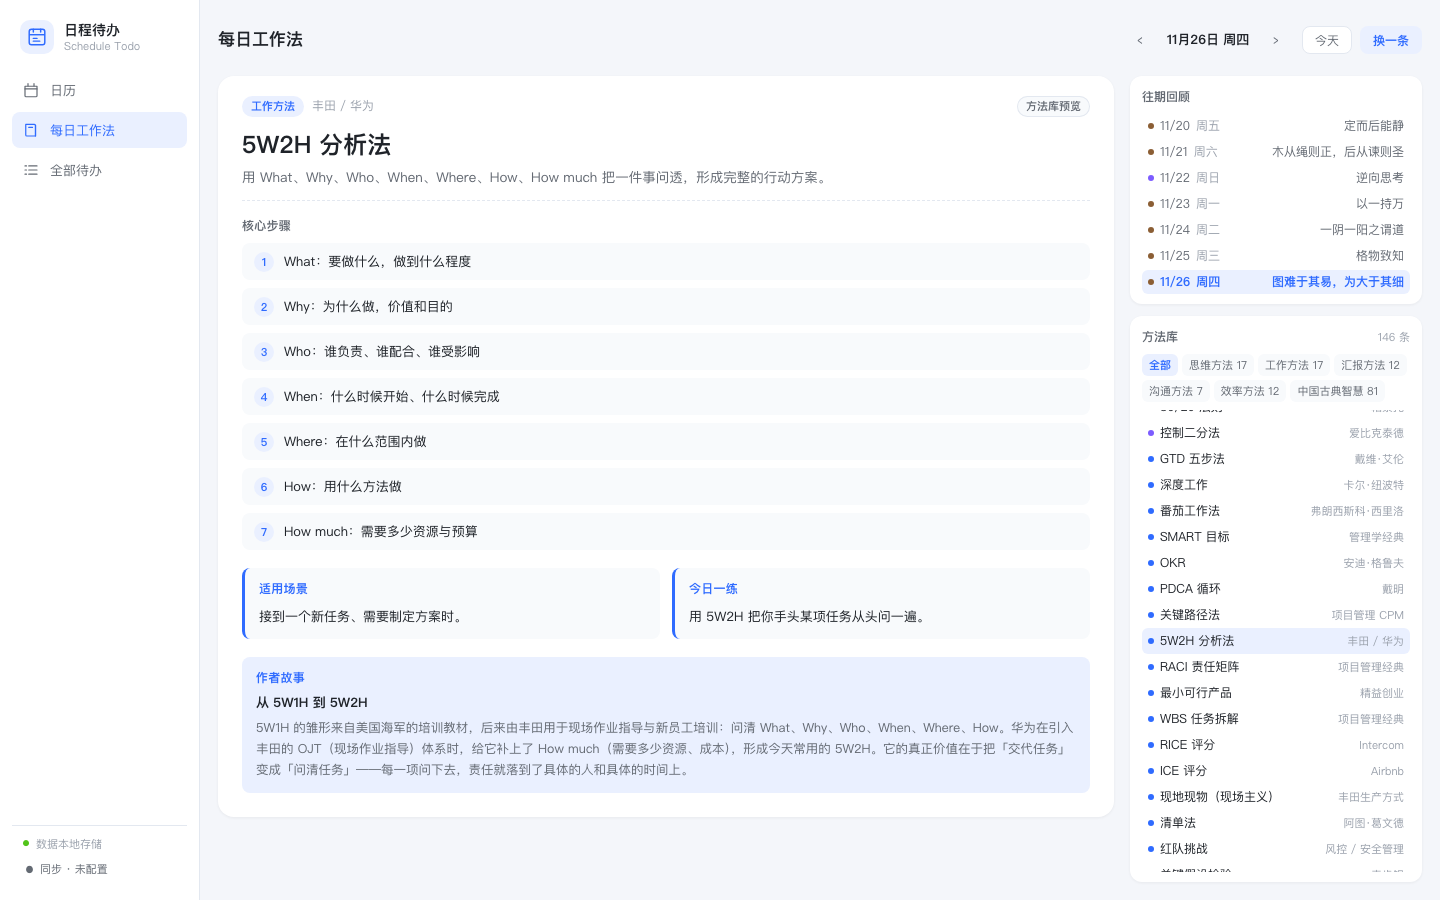 日程待办
Schedule Todo
日历
每日工作法
全部待办
数据本地存储
同步 · 未配置
每日工作法
11月26日 周四
今天
换一条
工作方法 丰田 / 华为
方法库预览
5W2H 分析法
用 What、Why、Who、When、Where、How、How much 把一件事问透，形成完整的行动方案。
核心步骤
1 What：要做什么，做到什么程度
2 Why：为什么做，价值和目的
3 Who：谁负责、谁配合、谁受影响
4 When：什么时候开始、什么时候完成
5 Where：在什么范围内做
6 How：用什么方法做
7 How much：需要多少资源与预算
适用场景
接到一个新任务、需要制定方案时。
今日一练
用 5W2H 把你手头某项任务从头问一遍。
作者故事
从 5W1H 到 5W2H
5W1H 的雏形来自美国海军的培训教材，后来由丰田用于现场作业指导与新员工培训：问清 What、Why、Who、When、Where、How。华为在引入
丰田的 OJT（现场作业指导）体系时，给它补上了 How much（需要多少资源、成本），形成今天常用的 5W2H。它的真正价值在于把「交代任务」
变成「问清任务」——每一项问下去，责任就落到了具体的人和具体的时间上。
往期回顾
11/20 周五 定而后能静
11/21 周六 木从绳则正，后从谏则圣
11/22 周日 逆向思考
11/23 周一 以一持万
11/24 周二 一阴一阳之谓道
11/25 周三 格物致知
11/26 周四 图难于其易，为大于其细
方法库 146 条
全部 思维方法 17 工作方法 17 汇报方法 12
沟通方法 7 效率方法 12 中国古典智慧 81
控制二分法 爱比克泰德
GTD 五步法 戴维·艾伦
深度工作 卡尔·纽波特
番茄工作法 弗朗西斯科·西里洛
SMART 目标 管理学经典
OKR 安迪·格鲁夫
PDCA 循环 戴明
关键路径法 项目管理 CPM
5W2H 分析法 丰田 / 华为
RACI 责任矩阵 项目管理经典
最小可行产品 精益创业
WBS 任务拆解 项目管理经典
RICE 评分 Intercom
ICE 评分 Airbnb
现地现物（现场主义） 丰田生产方式
清单法 阿图·葛文德
红队挑战 风控 / 安全管理